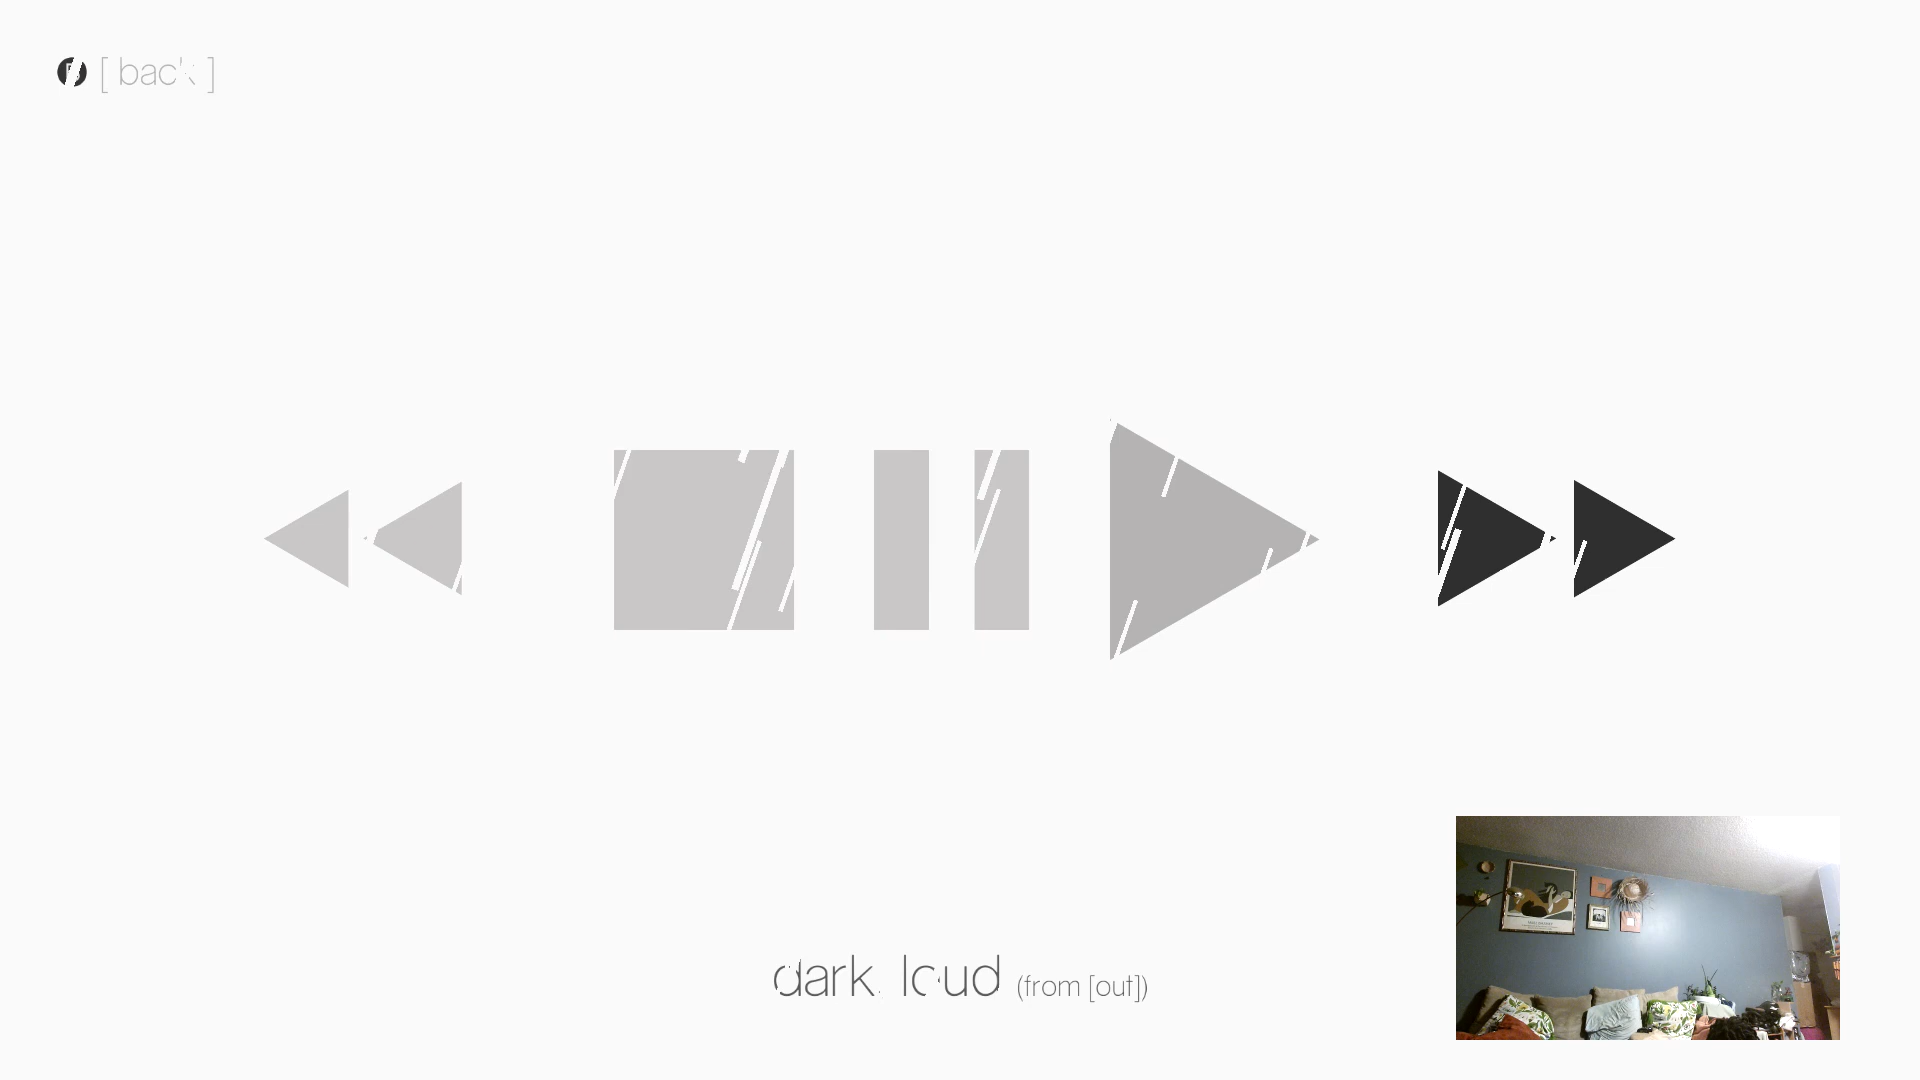 [ back ]
dark, loud (from [out])